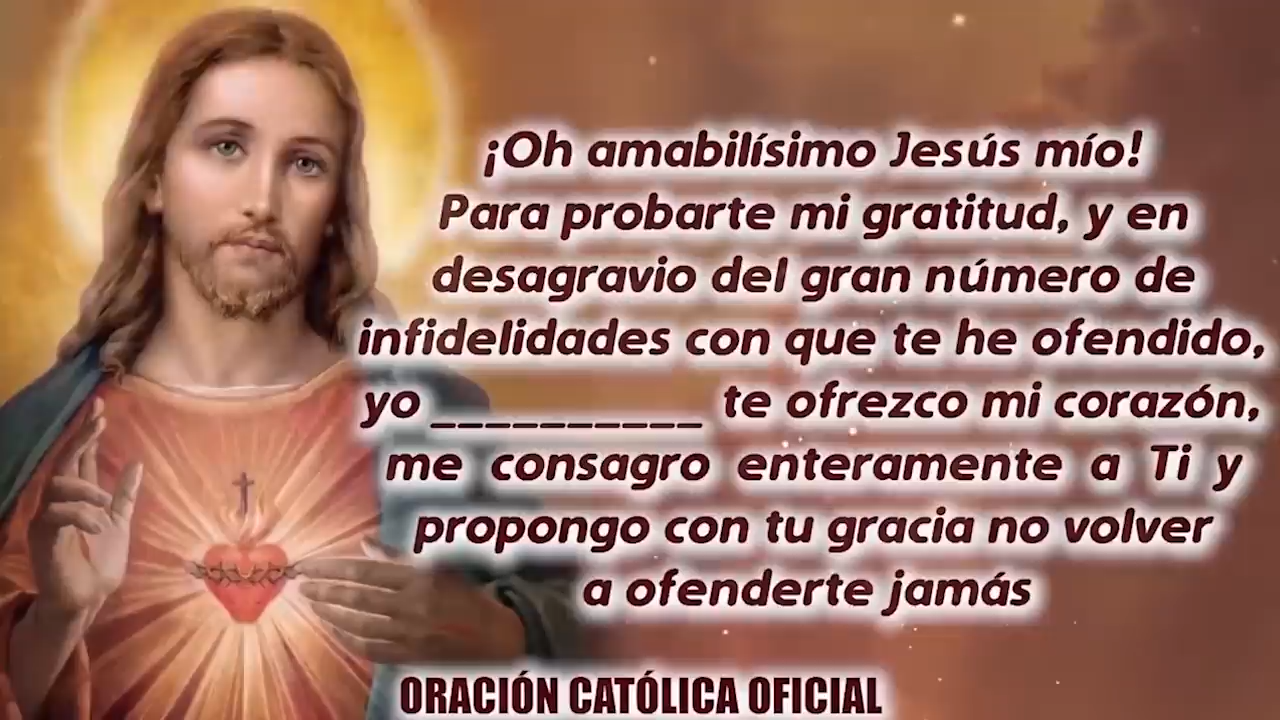 ¡Oh amabilísimo Jesús mío!
Para probarte mi gratitud, y en
desagravio del gran número de
infidelidades con que te he ofendido,
yo __________ te ofrezco mi corazón,
me consagro enteramente a Ti y
propongo con tu gracia no volver
a ofenderte jamás
ORACIÓN CATÓLICA OFICIAL